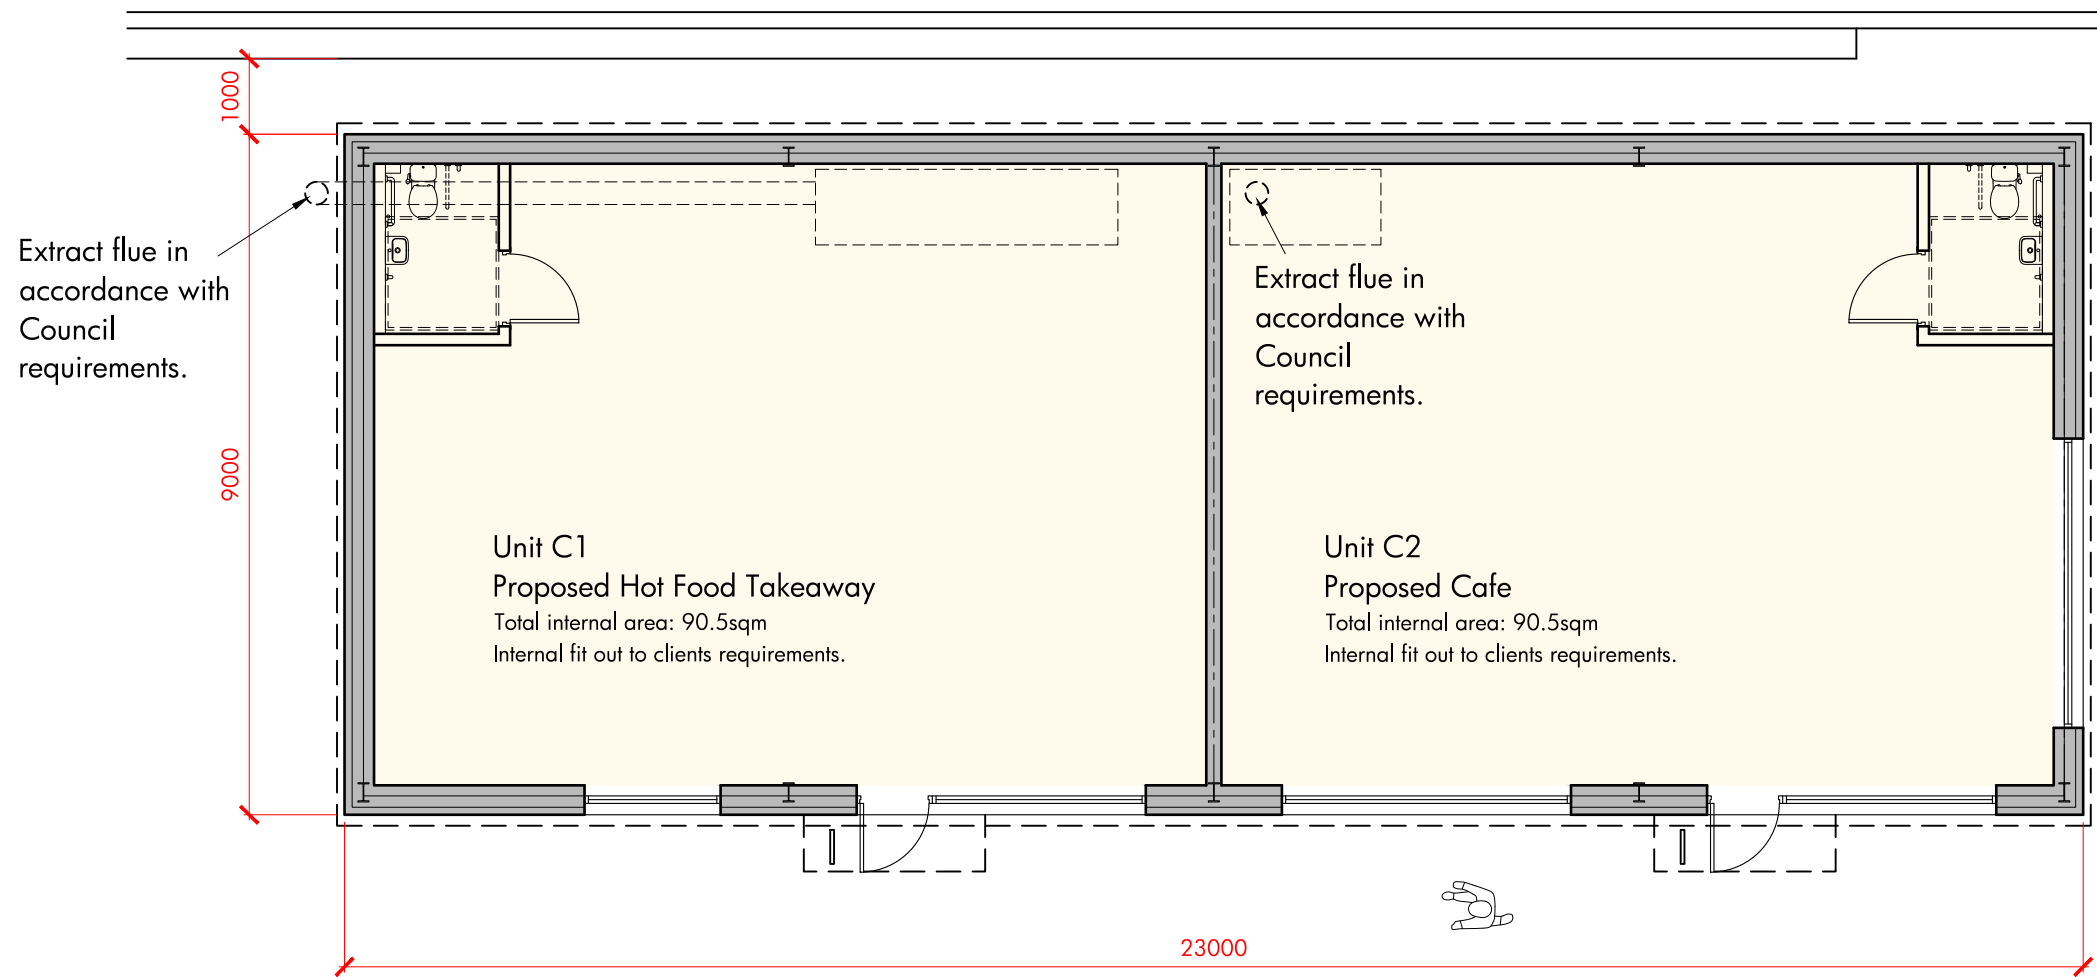 1000
Extract flue in
accordance with
Council
requirements.
Extract flue in
accordance with
Council
requirements.
9000
Unit C1
Proposed Hot Food Takeaway
Total internal area: 90.5sqm
Internal fit out to clients requirements.
Unit C2
Proposed Cafe
Total internal area: 90.5sqm
Internal fit out to clients requirements.
23000